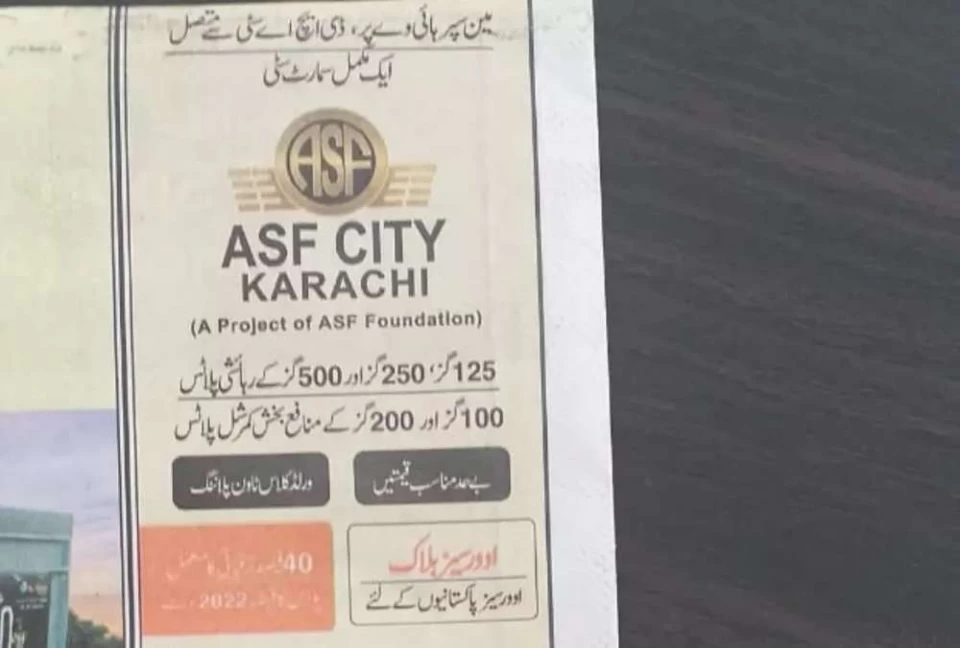 مین سپر ہائی وے پر، ڈی ایچ اے سٹی سے متصل
ایک مکمل سمارٹ سٹی
ASF
ASF CITY
KARACHI
(A Project of ASF Foundation)
125 گز، 250 گز اور 500 گز کے رہائشی پلاٹس
100 گز اور 200 گز کے منافع بخش کمرشل پلاٹس
بے حد مناسب قیمتیں
ورلڈ کلاس ٹاون پلاننگ
اوورسیز بلاک
اوورسیز پاکستانیوں کے لئے
40 فیصد
2022